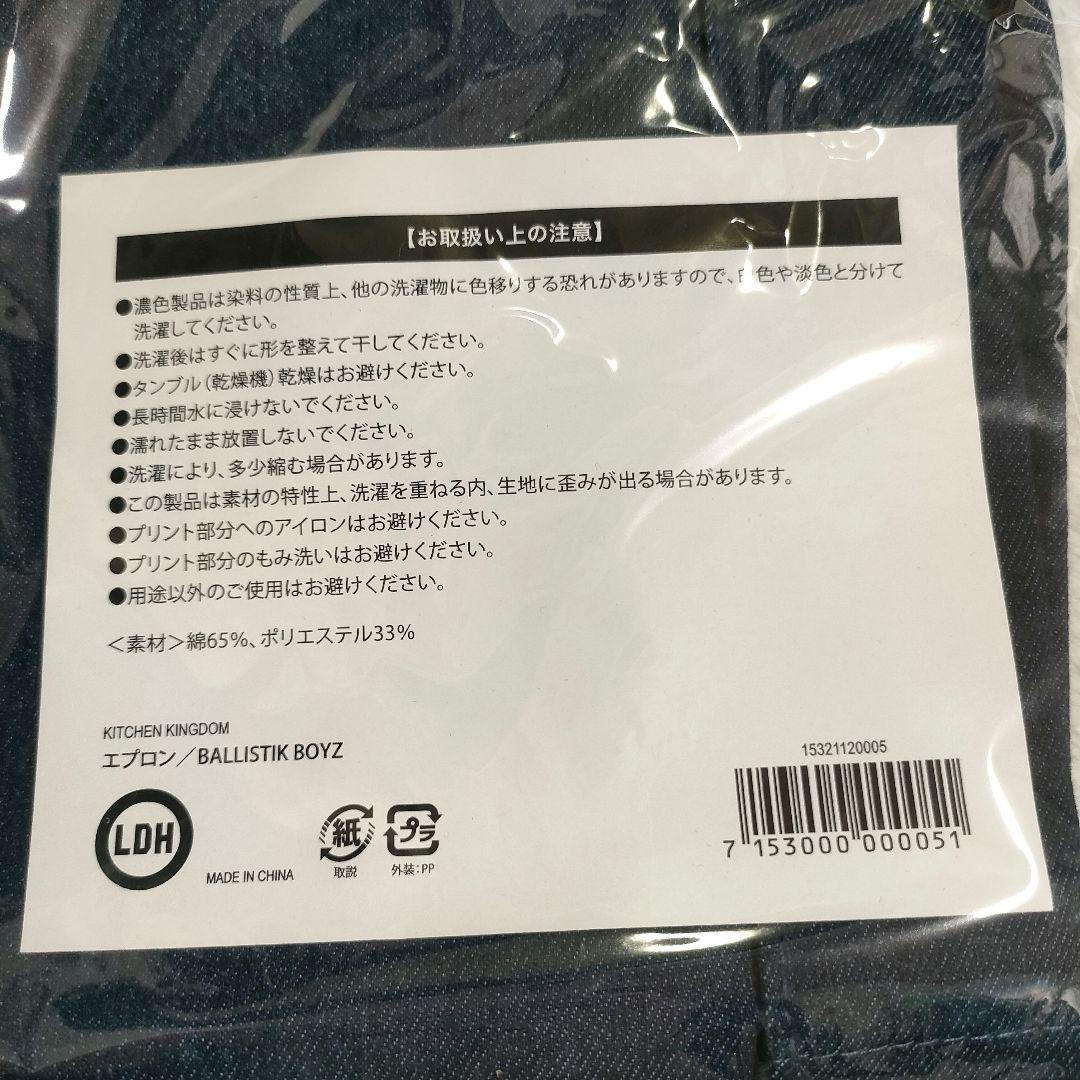 【お取扱い上の注意】
●濃色製品は染料の性質上、他の洗濯物に色移りする恐れがありますので、白色や淡色と分けて
洗濯してください。
●洗濯後はすぐに形を整えて干してください。
●タンブル（乾燥機）乾燥はお避けください。
●長時間水に浸けないでください。
●濡れたまま放置しないでください。
●洗濯により、多少縮む場合があります。
●この製品は素材の特性上、洗濯を重ねる内、生地に歪みが出る場合があります。
●プリント部分へのアイロンはお避けください。
●プリント部分のもみ洗いはお避けください。
●用途以外のご使用はお避けください。
＜素材＞綿65%、ポリエステル33%
KITCHEN KINGDOM
エプロン／BALLISTIK BOYZ
LDH
MADE IN CHINA
紙
取説
プラ
外装：PP
15321120005
7 153000 000051